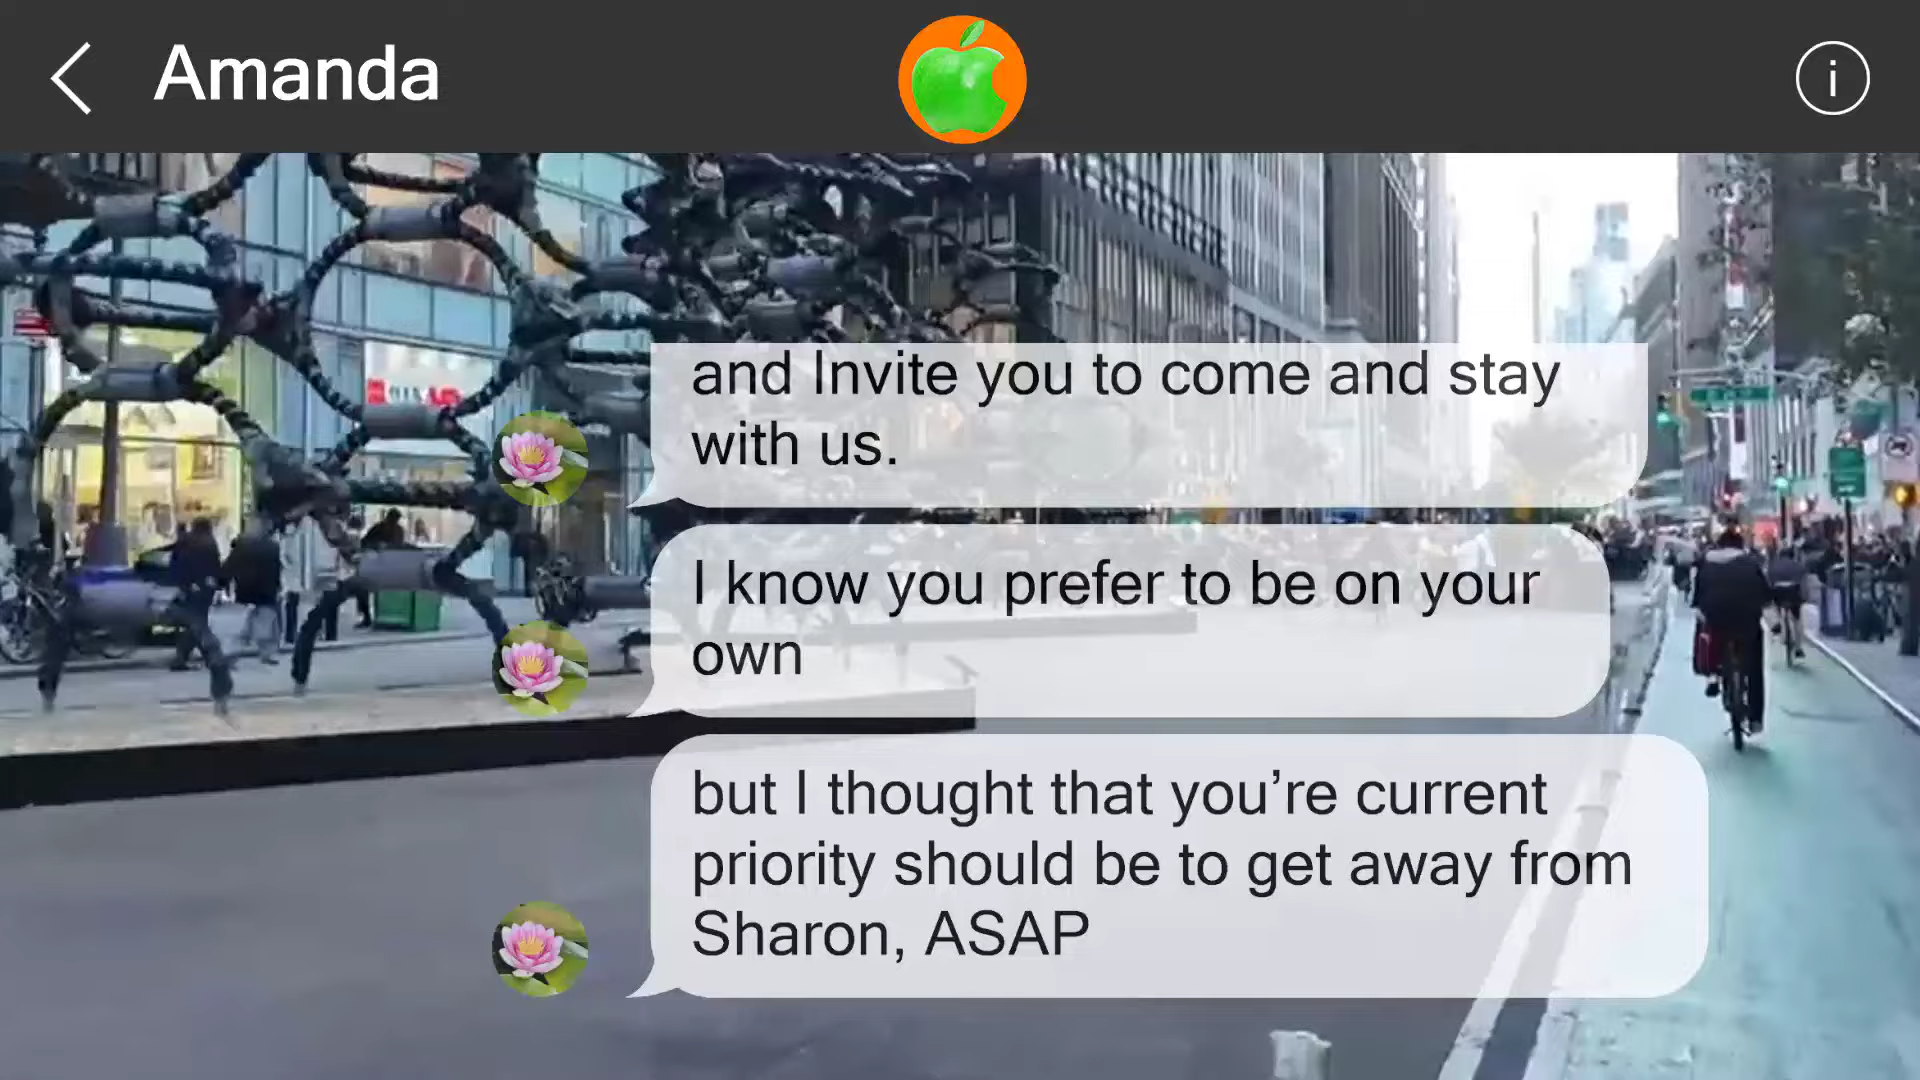 Amanda
i
and Invite you to come and stay
with us.
I know you prefer to be on your
own
but I thought that you’re current
priority should be to get away from
Sharon, ASAP